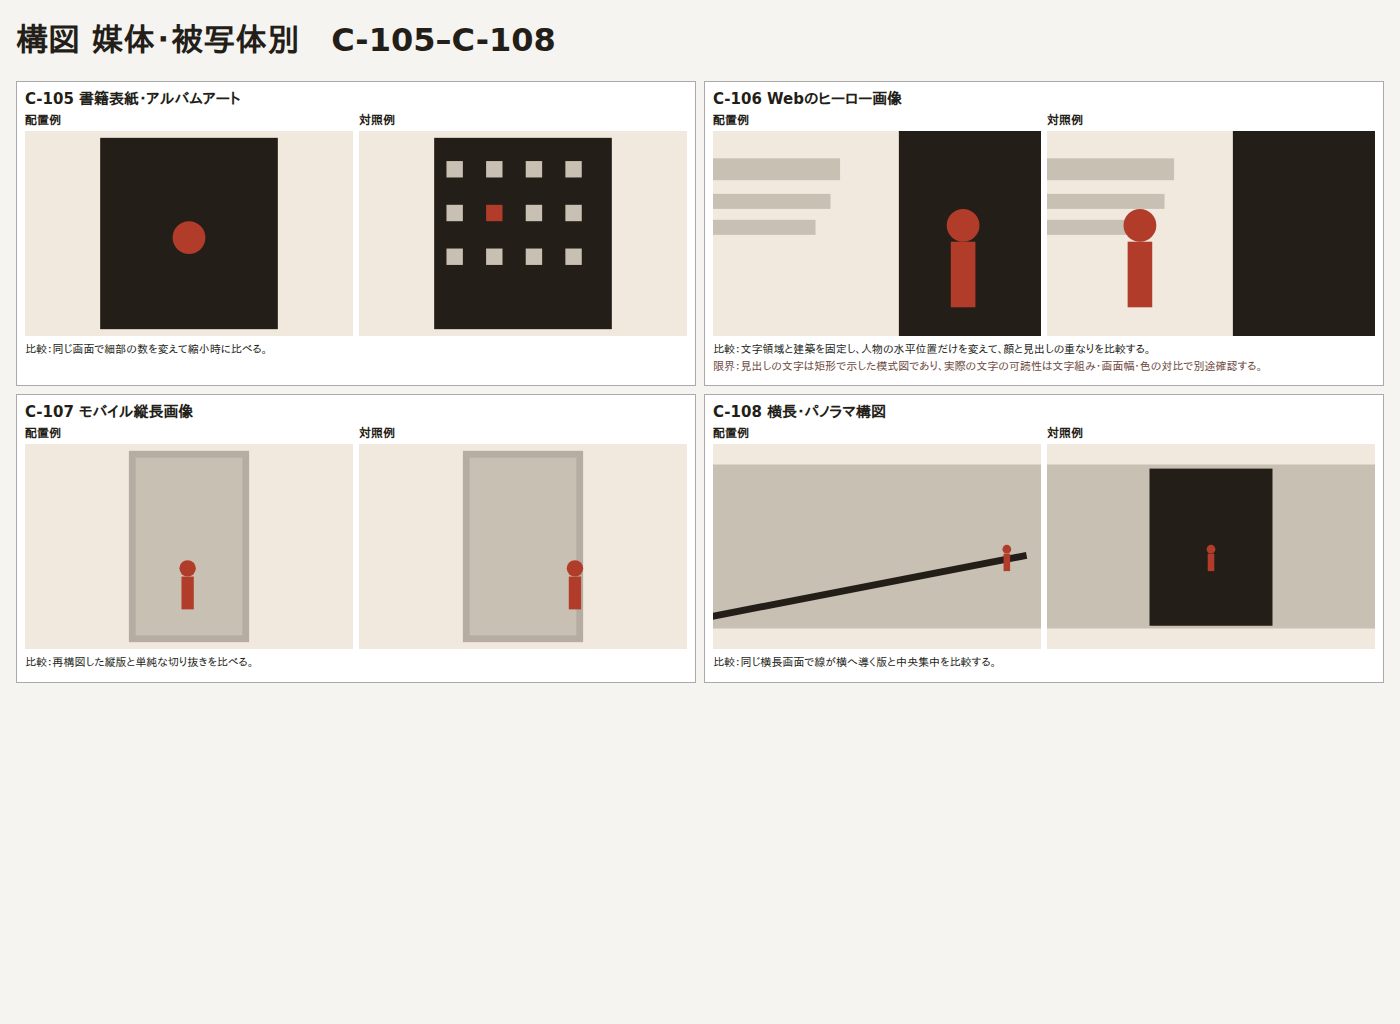 構図 媒体･被写体別　C-105–C-108
C-105 書籍表紙･アルバムアート
配置例
対照例
比較：同じ画面で細部の数を変えて縮小時に比べる。
C-106 Webのヒーロー画像
配置例
対照例
比較：文字領域と建築を固定し、人物の水平位置だけを変えて、顔と見出しの重なりを比較する。
限界：見出しの文字は矩形で示した模式図であり、実際の文字の可読性は文字組み･画面幅･色の対比で別途確認する。
C-107 モバイル縦長画像
配置例
対照例
比較：再構図した縦版と単純な切り抜きを比べる。
C-108 横長･パノラマ構図
配置例
対照例
比較：同じ横長画面で線が横へ導く版と中央集中を比較する。